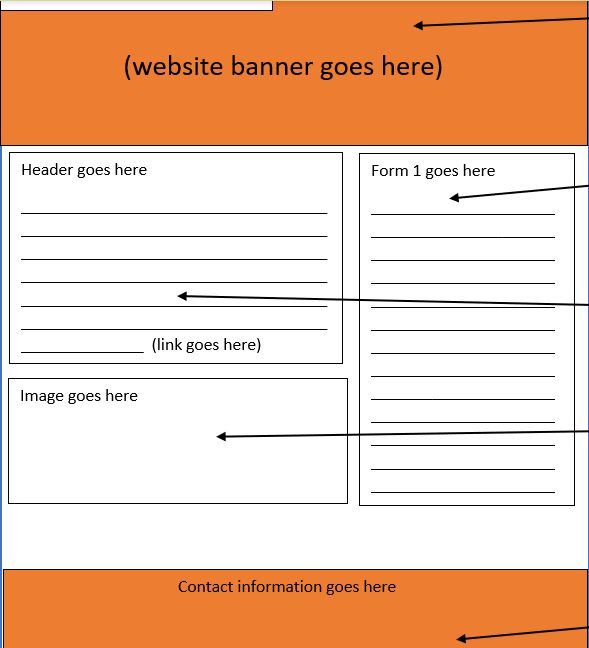 (website banner goes here)
Header goes here
(link goes here)
Image goes here
Form 1 goes here
Contact information goes here